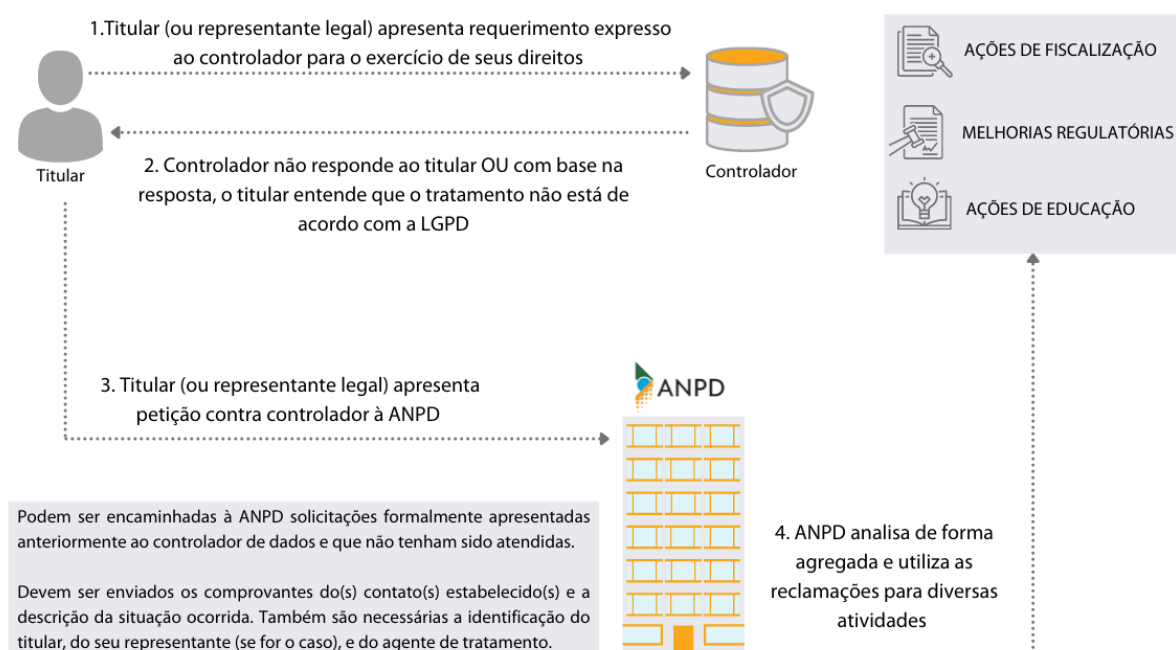 1.Titular (ou representante legal) apresenta requerimento expresso
ao controlador para o exercício de seus direitos
Titular
Controlador
2. Controlador não responde ao titular OU com base na
resposta, o titular entende que o tratamento não está de
acordo com a LGPD
AÇÕES DE FISCALIZAÇÃO
MELHORIAS REGULATÓRIAS
AÇÕES DE EDUCAÇÃO
3. Titular (ou representante legal) apresenta
petição contra controlador à ANPD
ANPD
Podem ser encaminhadas à ANPD solicitações formalmente apresentadas
anteriormente ao controlador de dados e que não tenham sido atendidas.
Devem ser enviados os comprovantes do(s) contato(s) estabelecido(s) e a
descrição da situação ocorrida. Também são necessárias a identificação do
titular, do seu representante (se for o caso), e do agente de tratamento.
4. ANPD analisa de forma
agregada e utiliza as
reclamações para diversas
atividades